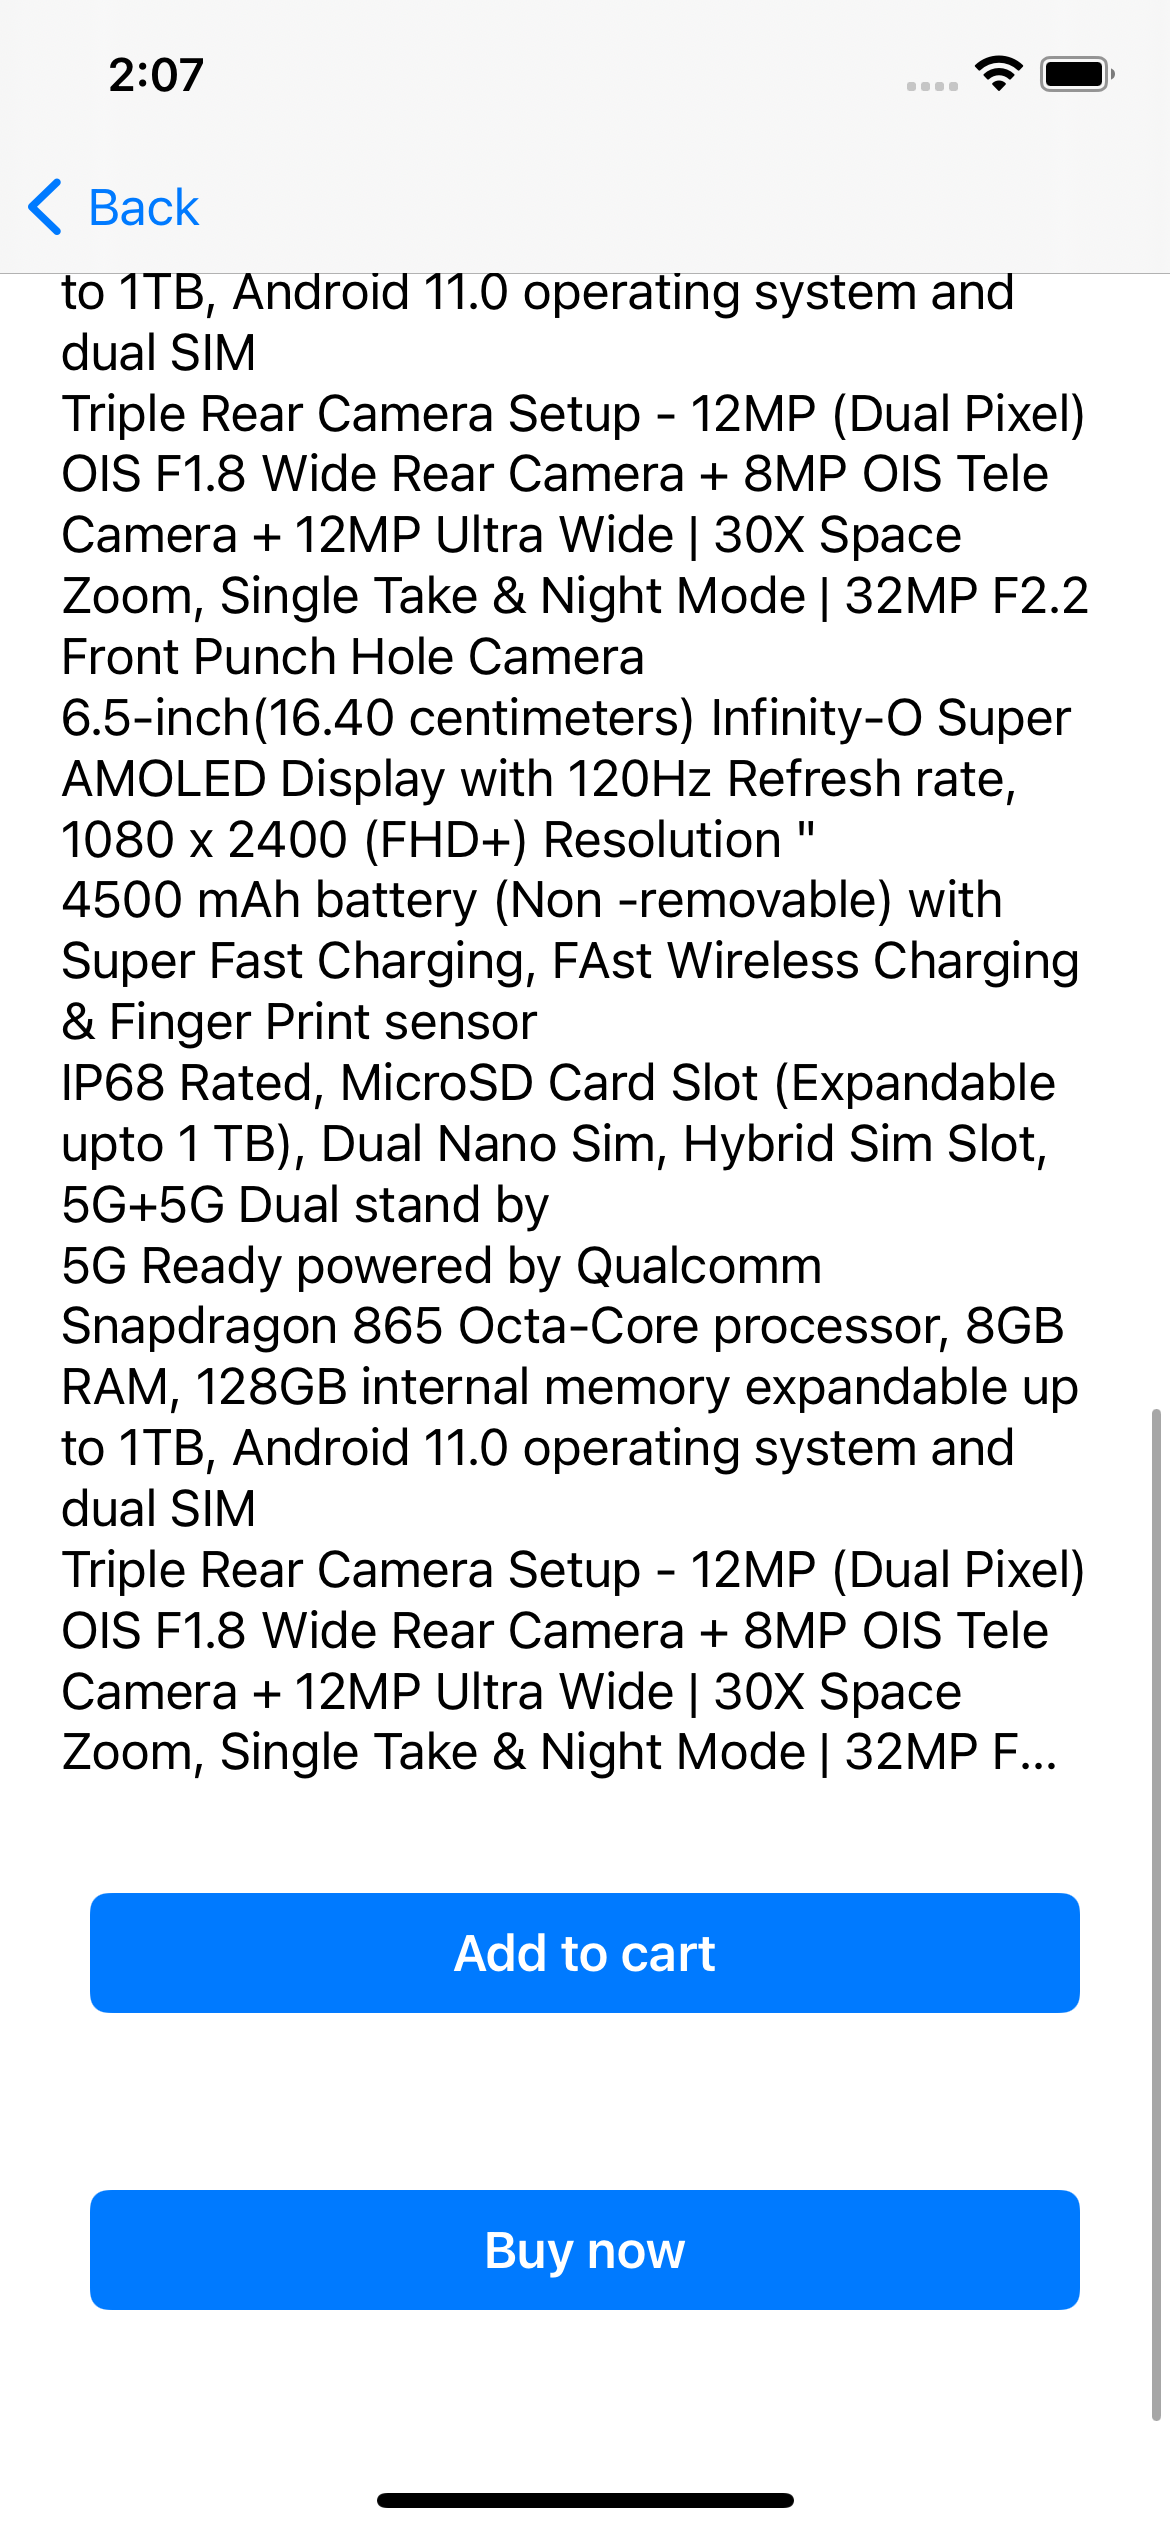 2:07
Back
to 1TB, Android 11.0 operating system and
dual SIM
Triple Rear Camera Setup - 12MP (Dual Pixel)
OIS F1.8 Wide Rear Camera + 8MP OIS Tele
Camera + 12MP Ultra Wide | 30X Space
Zoom, Single Take & Night Mode | 32MP F2.2
Front Punch Hole Camera
6.5-inch(16.40 centimeters) Infinity-O Super
AMOLED Display with 120Hz Refresh rate,
1080 x 2400 (FHD+) Resolution "
4500 mAh battery (Non -removable) with
Super Fast Charging, FAst Wireless Charging
& Finger Print sensor
IP68 Rated, MicroSD Card Slot (Expandable
upto 1 TB), Dual Nano Sim, Hybrid Sim Slot,
5G+5G Dual stand by
5G Ready powered by Qualcomm
Snapdragon 865 Octa-Core processor, 8GB
RAM, 128GB internal memory expandable up
to 1TB, Android 11.0 operating system and
dual SIM
Triple Rear Camera Setup - 12MP (Dual Pixel)
OIS F1.8 Wide Rear Camera + 8MP OIS Tele
Camera + 12MP Ultra Wide | 30X Space
Zoom, Single Take & Night Mode | 32MP F...
Add to cart
Buy now